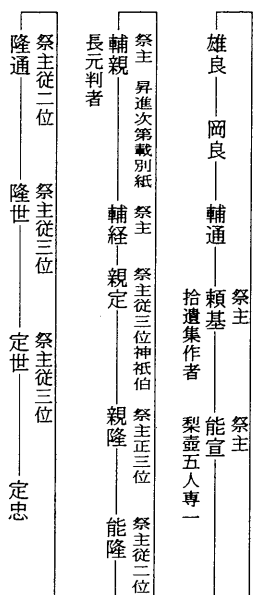 雄良 岡良 輔通 頼基 能宣
祭主 祭主
拾遺集作者 梨壺五人専一
祭主 昇進次第載別紙 祭主 祭主従三位神祇伯 祭主正三位 祭主従二位
輔親 輔経 親定 親隆 能隆
長元判者
祭主従二位 祭主従三位 祭主従三位
隆通 隆世 定世 定忠